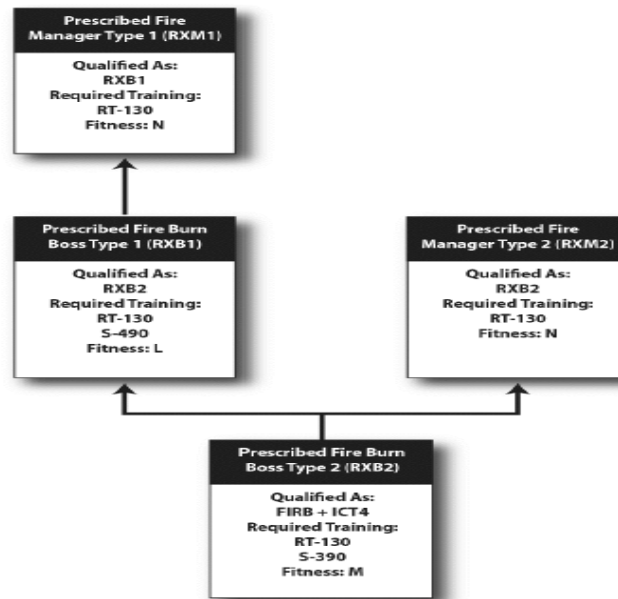 Prescribed Fire
Manager Type 1 (RXM1)
Qualified As:
RXB1
Required Training:
RT-130
Fitness: N
Prescribed Fire Burn
Boss Type 1 (RXB1)
Qualified As:
RXB2
Required Training:
RT-130
S-490
Fitness: L
Prescribed Fire
Manager Type 2 (RXM2)
Qualified As:
RXB2
Required Training:
RT-130
Fitness: N
Prescribed Fire Burn
Boss Type 2 (RXB2)
Qualified As:
FIRB + ICT4
Required Training:
RT-130
S-390
Fitness: M